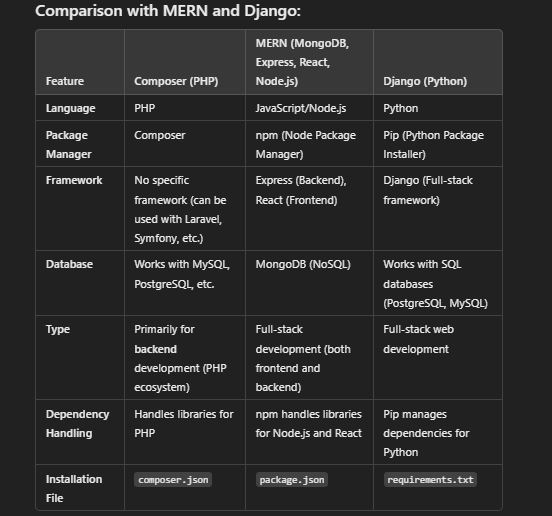 Comparison with MERN and Django:
MERN (MongoDB,
Express, React,
Feature Composer (PHP) Node.js) Django (Python)
Language PHP JavaScript/Node.js Python
Package Composer npm (Node Package Pip (Python Package
Manager Manager) Installer)
Framework No specific Express (Backend), Django (Full-stack
framework (can be React (Frontend) framework)
used with Laravel,
Symfony, etc.)
Database Works with MySQL, MongoDB (NoSQL) Works with SQL
PostgreSQL, etc. databases
(PostgreSQL, MySQL)
Type Primarily for Full-stack Full-stack web
backend development (both development
development (PHP frontend and
ecosystem) backend)
Dependency Handles libraries for npm handles libraries Pip manages
Handling PHP for Node.js and React dependencies for
Python
Installation composer.json package.json requirements.txt
File